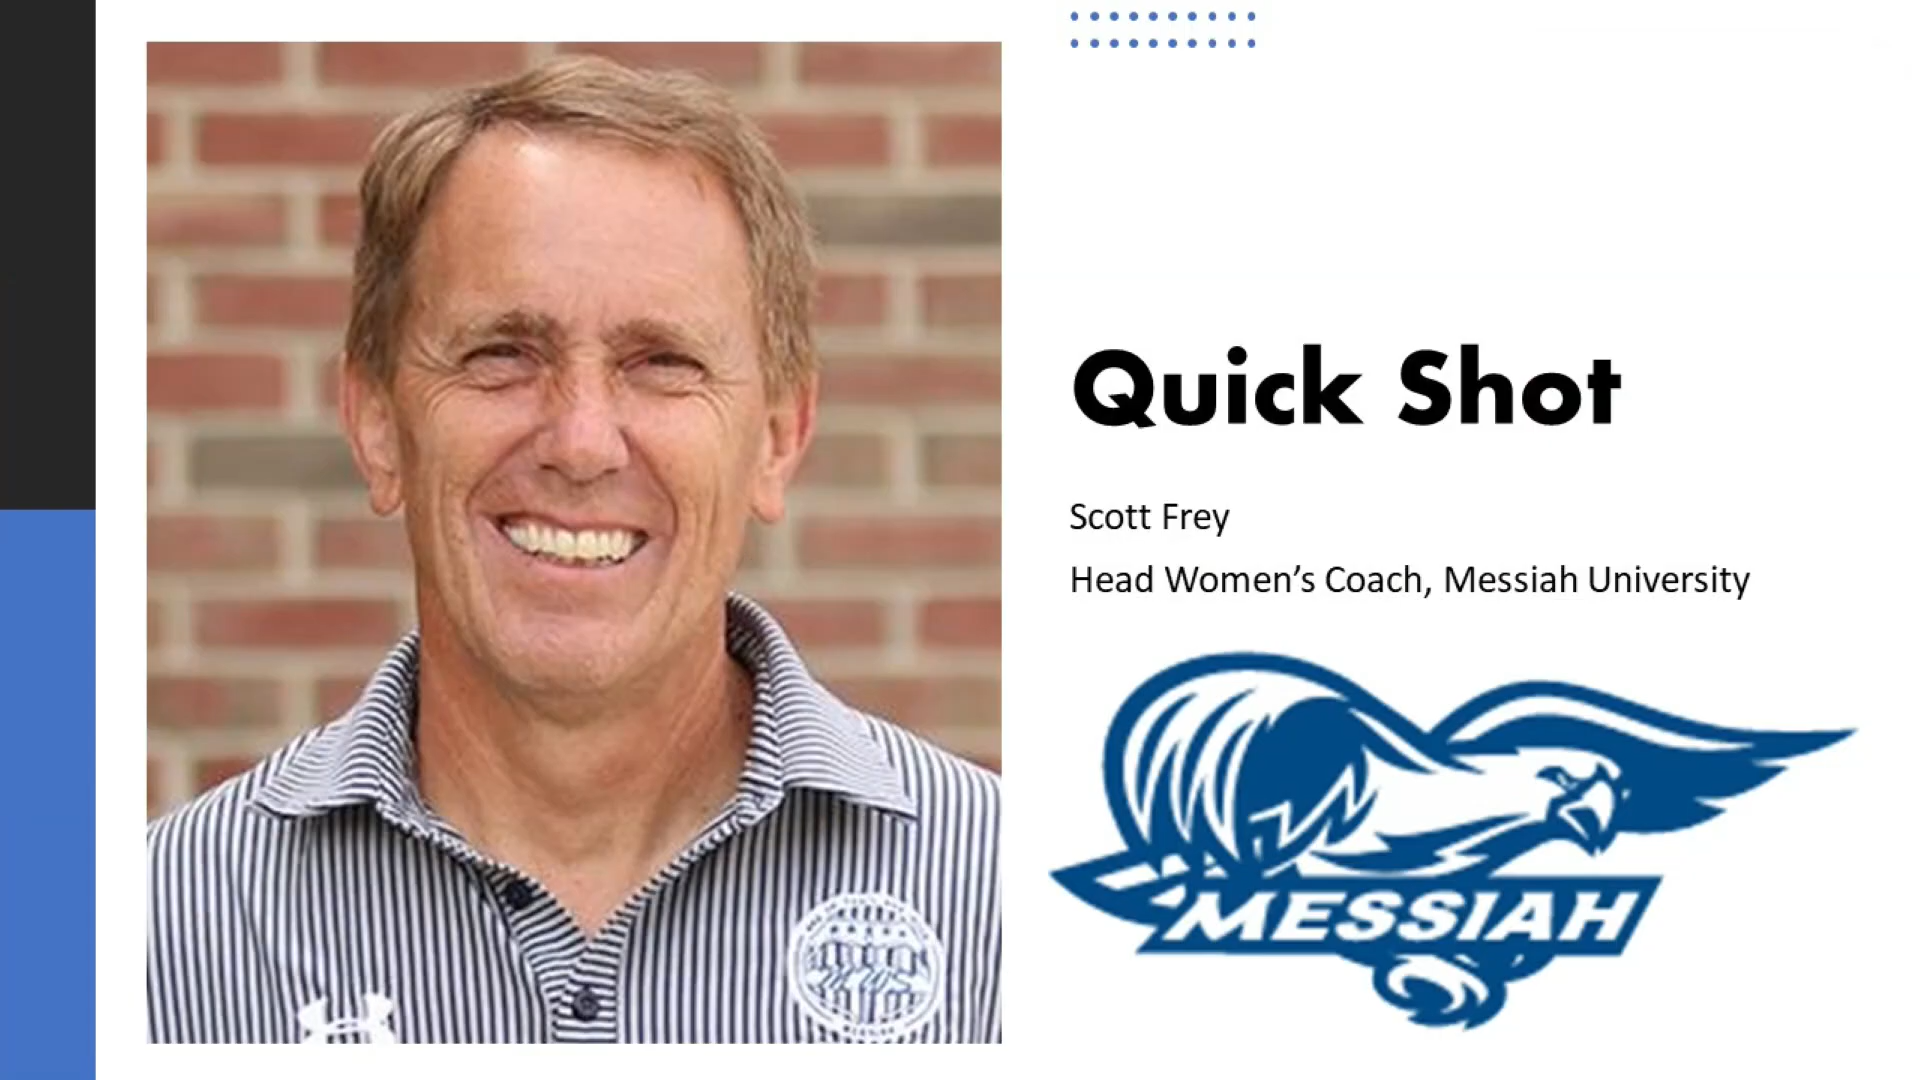 Quick Shot
Scott Frey
Head Women's Coach, Messiah University
MESSIAH